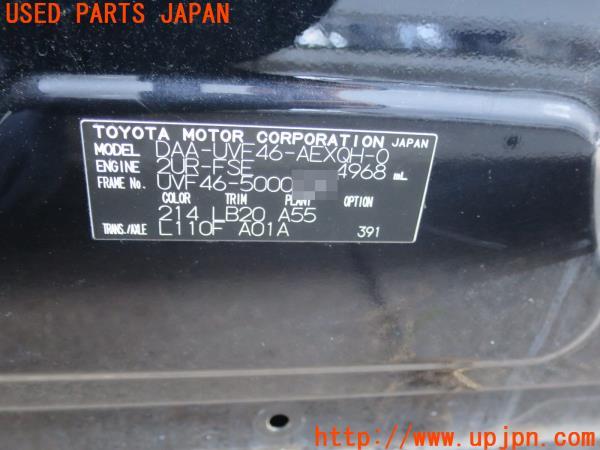 USED PARTS JAPAN
TOYOTA MOTOR CORPORATION JAPAN
MODEL DAA-UVF46-AEXQH-0
ENGINE 2UR-FSE 4968 mL
FRAME No. UVF46-5000
COLOR TRIM PLANT OPTION
214 LB20 A55
TRANS./AXLE L110F A01A 391
http://www.upjpn.com/